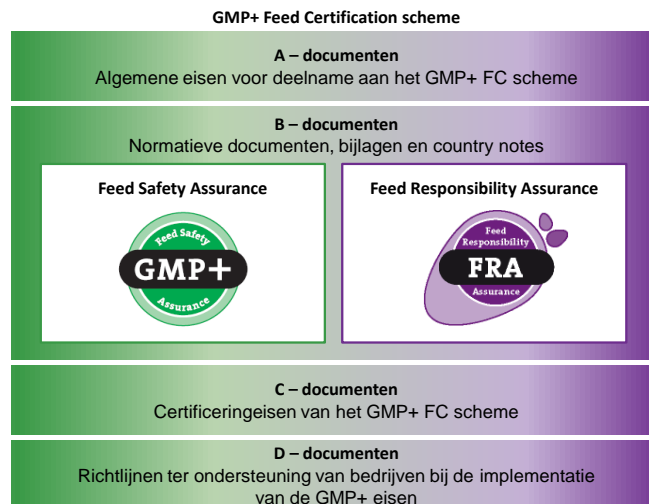 GMP+ Feed Certification scheme
A – documenten
Algemene eisen voor deelname aan het GMP+ FC scheme
B – documenten
Normatieve documenten, bijlagen en country notes
Feed Safety Assurance
Feed Safety
GMP+
Assurance
Feed Responsibility Assurance
Feed
Responsibility
FRA
Assurance
C – documenten
Certificeringeisen van het GMP+ FC scheme
D – documenten
Richtlijnen ter ondersteuning van bedrijven bij de implementatie
van de GMP+ eisen